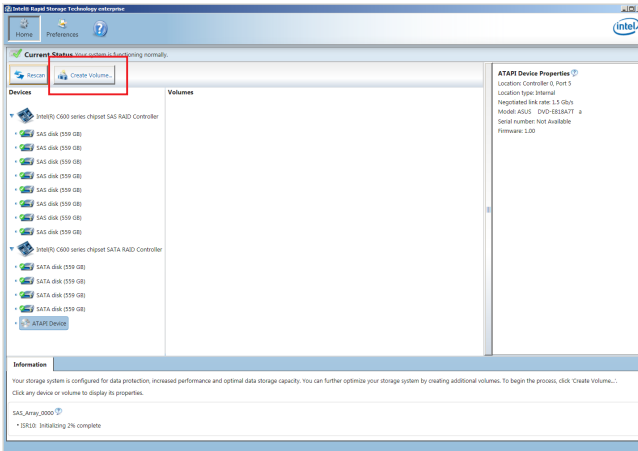 Intel® Rapid Storage Technology enterprise
Home
Preferences
intel
Current Status Your system is functioning normally.
Rescan
Create Volume...
Devices
Volumes
Intel(R) C600 series chipset SAS RAID Controller
SAS disk (559 GB)
SAS disk (559 GB)
SAS disk (559 GB)
SAS disk (559 GB)
SAS disk (559 GB)
SAS disk (559 GB)
SAS disk (559 GB)
SAS disk (559 GB)
Intel(R) C600 series chipset SATA RAID Controller
SATA disk (559 GB)
SATA disk (559 GB)
SATA disk (559 GB)
SATA disk (559 GB)
ATAPI Device
ATAPI Device Properties
Location: Controller 0, Port 5
Location type: Internal
Negotiated link rate: 1.5 Gb/s
Model: ASUS DVD-E818A7T a
Serial number: Not Available
Firmware: 1.00
Information
Your storage system is configured for data protection, increased performance and optimal data storage capacity. You can further optimize your storage system by creating additional volumes. To begin the process, click 'Create Volume...'.
Click any device or volume to display its properties.
SAS_Array_0000
• ISR10: Initializing 2% complete